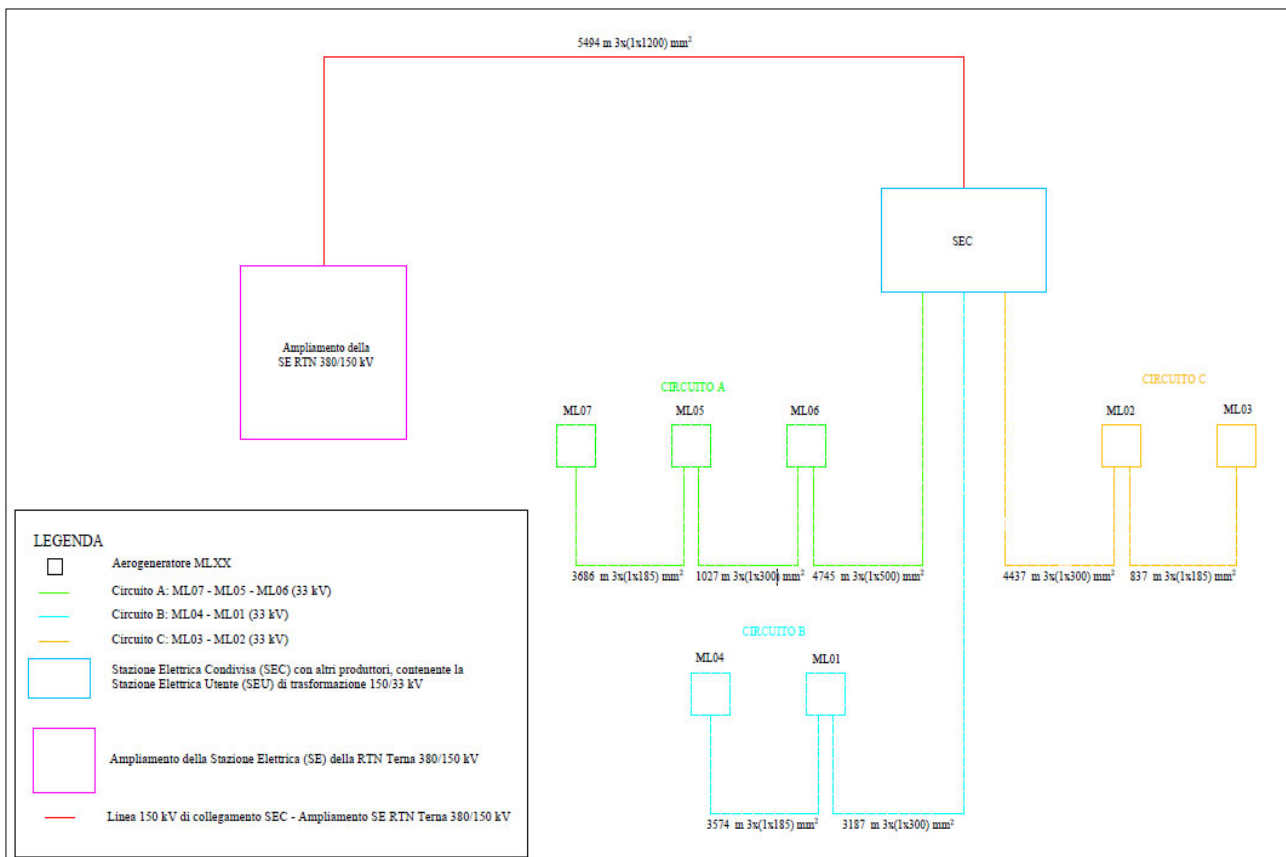 5494 m 3x(1x1200) mm²
SEC
Ampliamento della
SE RTN 380/150 kV
CIRCUITO A
CIRCUITO C
ML07
ML05
ML06
ML02
ML03
3686 m 3x(1x185) mm²
1027 m 3x(1x300) mm²
4745 m 3x(1x500) mm²
4437 m 3x(1x300) mm²
837 m 3x(1x185) mm²
CIRCUITO B
ML04
ML01
3574 m 3x(1x185) mm²
3187 m 3x(1x300) mm²
LEGENDA
Aerogeneratore MLXX
Circuito A: ML07 - ML05 - ML06 (33 kV)
Circuito B: ML04 - ML01 (33 kV)
Circuito C: ML03 - ML02 (33 kV)
Stazione Elettrica Condivisa (SEC) con altri produttori, contenente la
Stazione Elettrica Utente (SEU) di trasformazione 150/33 kV
Ampliamento della Stazione Elettrica (SE) della RTN Terna 380/150 kV
Linea 150 kV di collegamento SEC - Ampliamento SE RTN Terna 380/150 kV